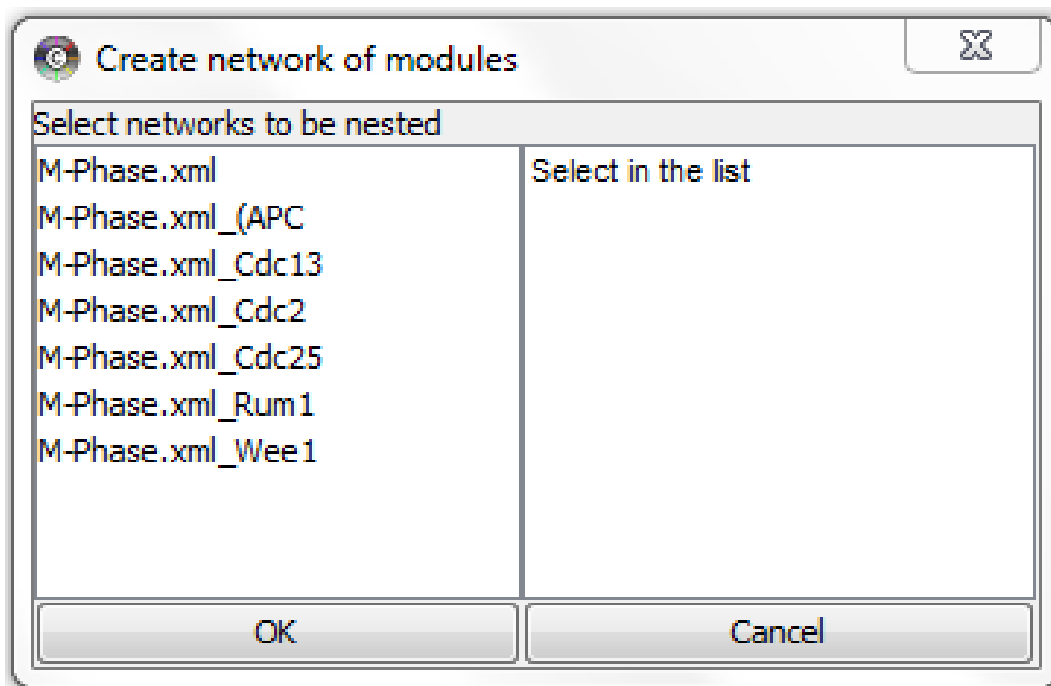 Create network of modules
Select networks to be nested
M-Phase.xml
M-Phase.xml_(APC
M-Phase.xml_Cdc13
M-Phase.xml_Cdc2
M-Phase.xml_Cdc25
M-Phase.xml_Rum1
M-Phase.xml_Wee1
Select in the list
OK
Cancel